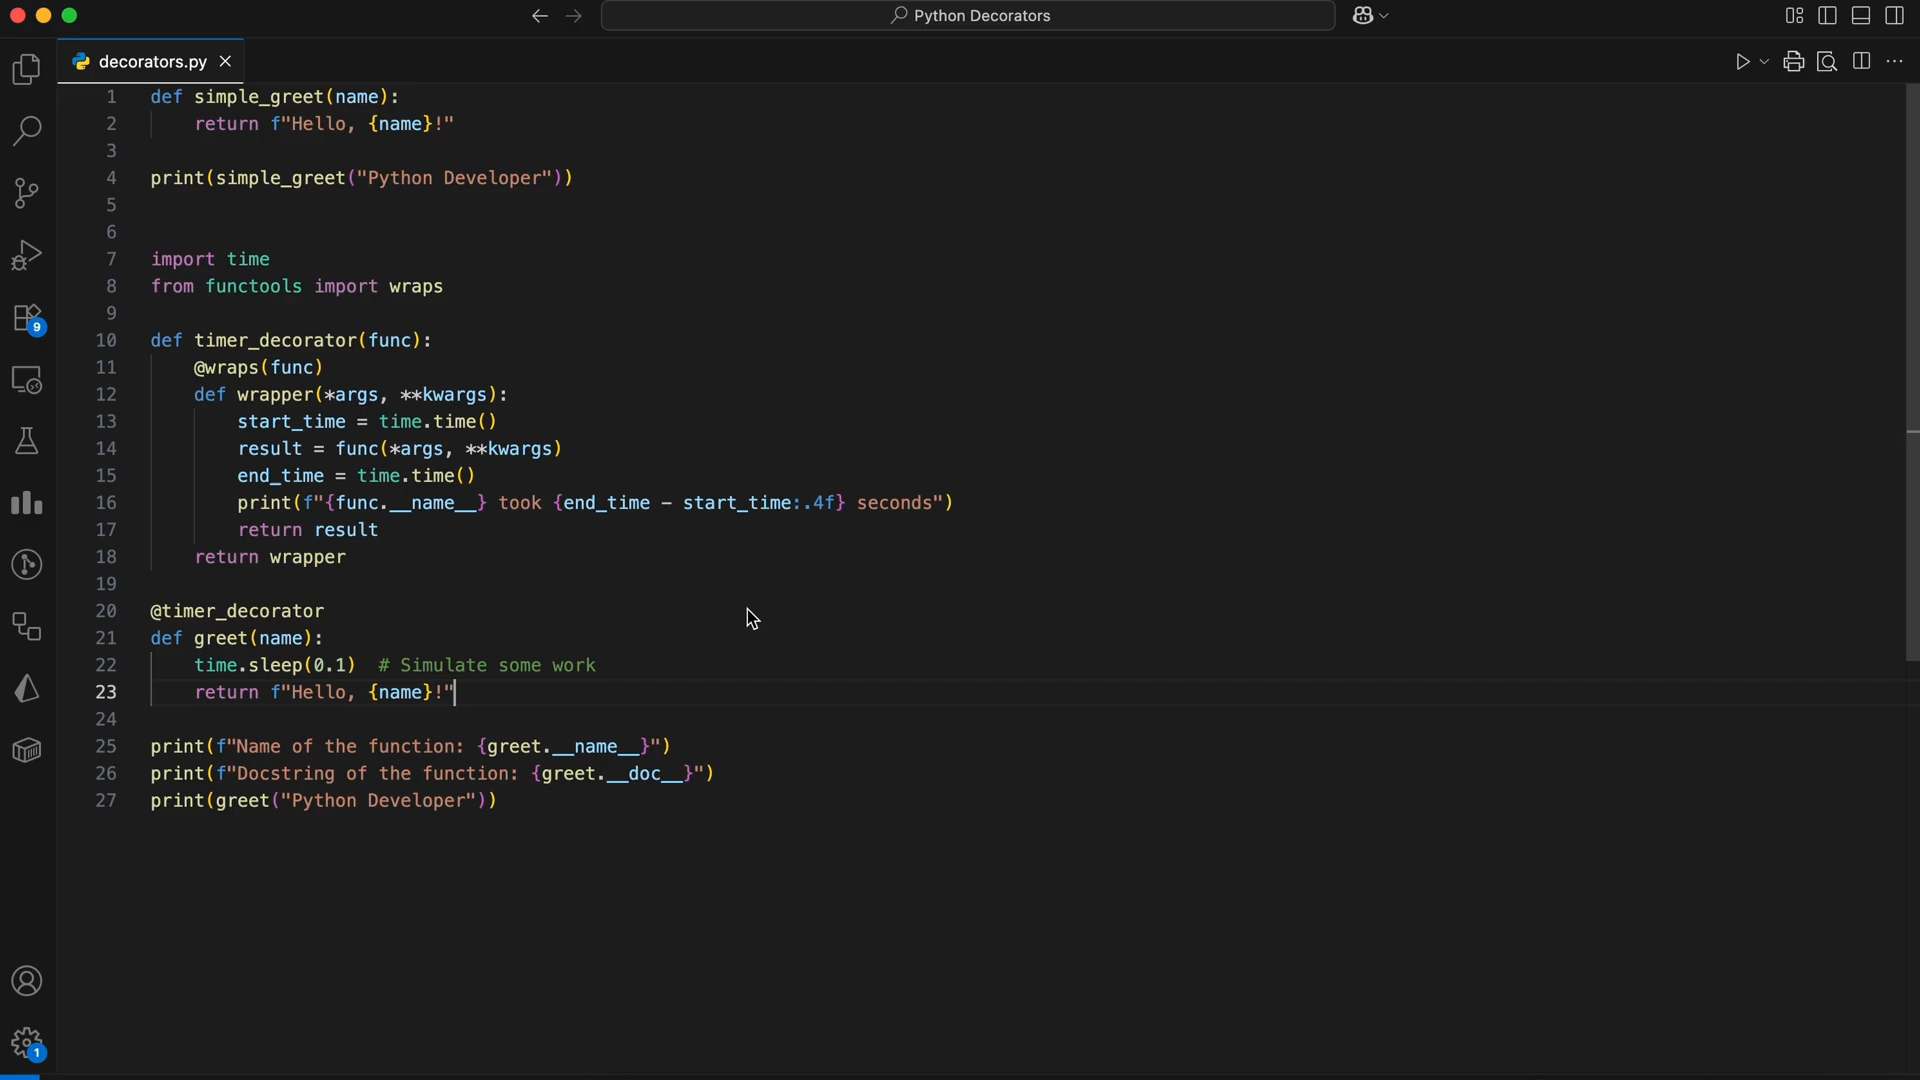 Python Decorators
decorators.py
1 def simple_greet(name):
2     return f"Hello, {name}!"
3
4 print(simple_greet("Python Developer"))
5
6
7 import time
8 from functools import wraps
9
10 def timer_decorator(func):
11     @wraps(func)
12     def wrapper(*args, **kwargs):
13         start_time = time.time()
14         result = func(*args, **kwargs)
15         end_time = time.time()
16         print(f"{func.__name__} took {end_time - start_time:.4f} seconds")
17         return result
18     return wrapper
19
20 @timer_decorator
21 def greet(name):
22     time.sleep(0.1)  # Simulate some work
23     return f"Hello, {name}!"
24
25 print(f"Name of the function: {greet.__name__}")
26 print(f"Docstring of the function: {greet.__doc__}")
27 print(greet("Python Developer"))
9
1